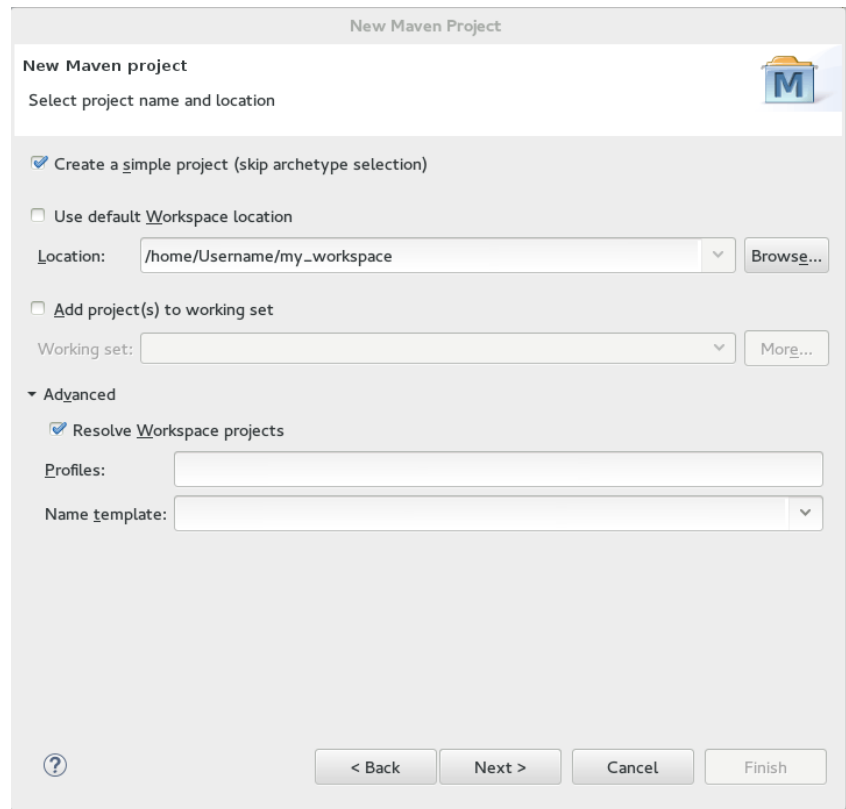 New Maven Project
New Maven project
Select project name and location
M
Create a simple project (skip archetype selection)
Use default Workspace location
Location: /home/Username/my_workspace Browse...
Add project(s) to working set
Working set: More...
Advanced
Resolve Workspace projects
Profiles:
Name template:
? < Back Next > Cancel Finish